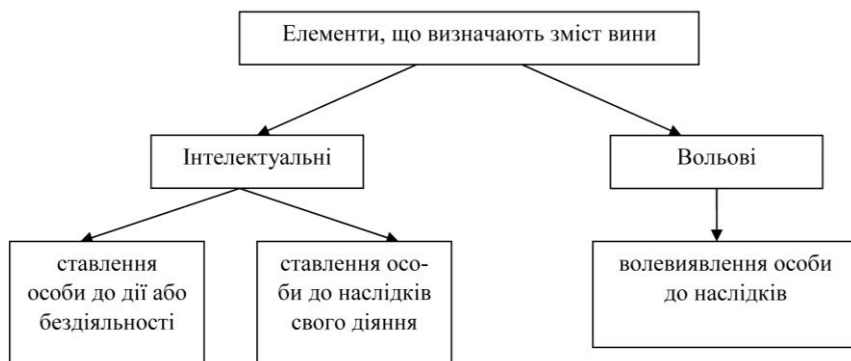 Елементи, що визначають зміст вини
Інтелектуальні
Вольові
ставлення
особи до дії або
бездіяльності
ставлення осо-
би до наслідків
свого діяння
волевиявлення особи
до наслідків